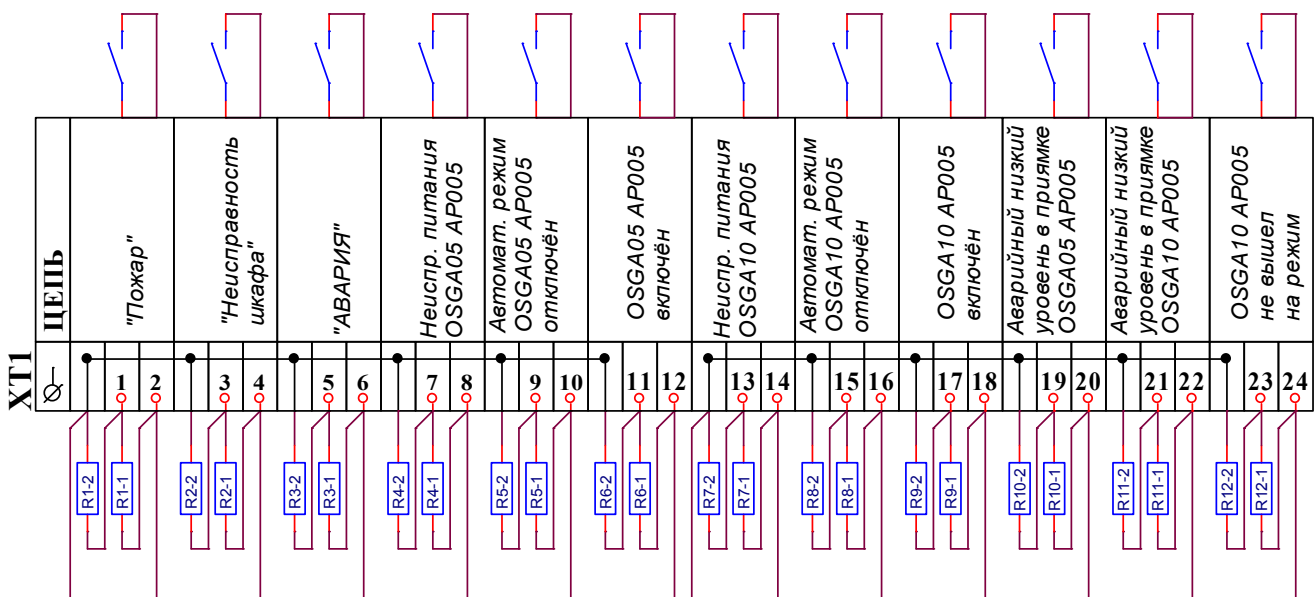 XT1
ЦЕПЬ
"Пожар"
"Неисправность
шкафа"
"АВАРИЯ"
Неиспр. питания
OSGA05 AP005
Автомат. режим
OSGA05 AP005
отключён
OSGA05 AP005
включён
Неиспр. питания
OSGA10 AP005
Автомат. режим
OSGA10 AP005
отключён
OSGA10 AP005
включён
Аварийный низкий
уровень в приямке
OSGA05 AP005
Аварийный низкий
уровень в приямке
OSGA10 AP005
OSGA10 AP005
не вышел
на режим
1 2 3 4 5 6 7 8 9 10 11 12 13 14 15 16 17 18 19 20 21 22 23 24
R1-2 R1-1 R2-2 R2-1 R3-2 R3-1 R4-2 R4-1 R5-2 R5-1 R6-2 R6-1 R7-2 R7-1 R8-2 R8-1 R9-2 R9-1 R10-2 R10-1 R11-2 R11-1 R12-2 R12-1